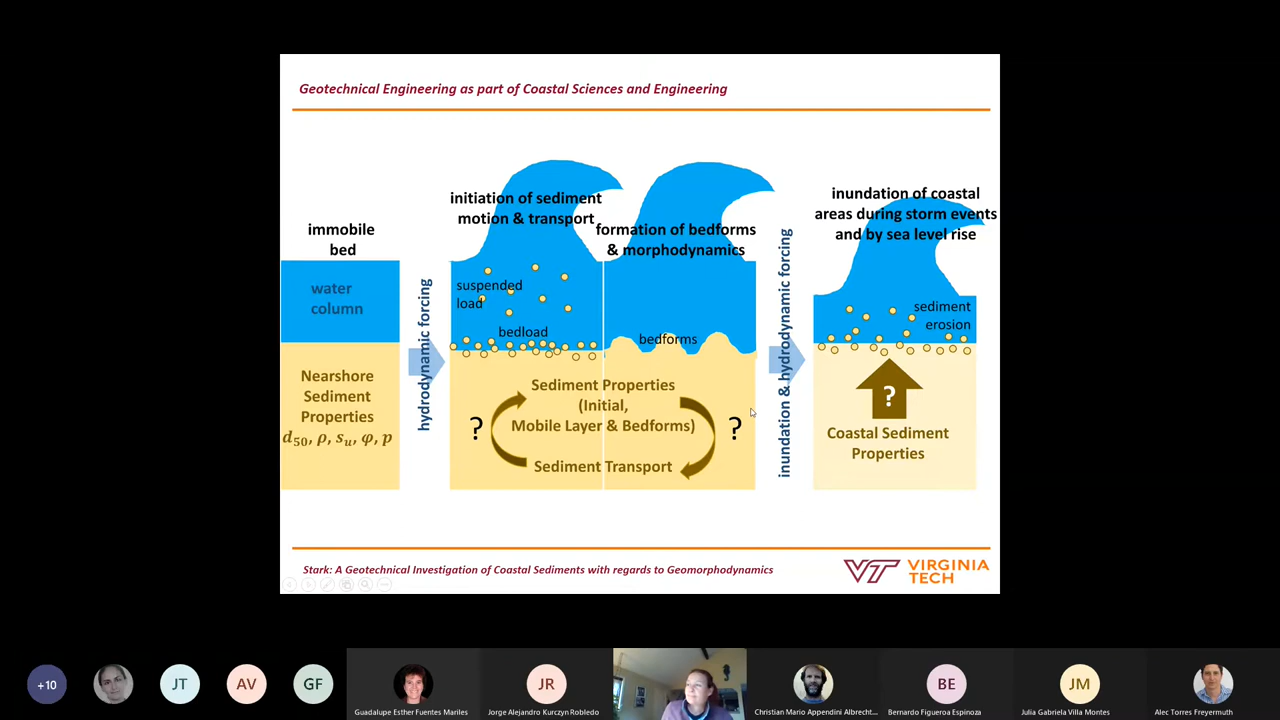 Geotechnical Engineering as part of Coastal Sciences and Engineering
immobile
bed
water
column
Nearshore
Sediment
Properties
d₅₀, ρ, sᵤ, φ, p
hydrodynamic forcing
initiation of sediment
motion & transport
suspended
load
bedload
formation of bedforms
& morphodynamics
bedforms
Sediment Properties
(Initial,
Mobile Layer & Bedforms)
? ?
Sediment Transport
inundation & hydrodynamic forcing
inundation of coastal
areas during storm events
and by sea level rise
sediment
erosion
?
Coastal Sediment
Properties
Stark: A Geotechnical Investigation of Coastal Sediments with regards to Geomorphodynamics
VT VIRGINIA
TECH
+10
JT
AV
GF
Guadalupe Esther Fuentes Mariles
JR
Jorge Alejandro Kurczyn Robledo
Christian Mario Appendini Albrecht...
BE
Bernardo Figueroa Espinoza
JM
Julia Gabriela Villa Montes
Alec Torres Freyermuth